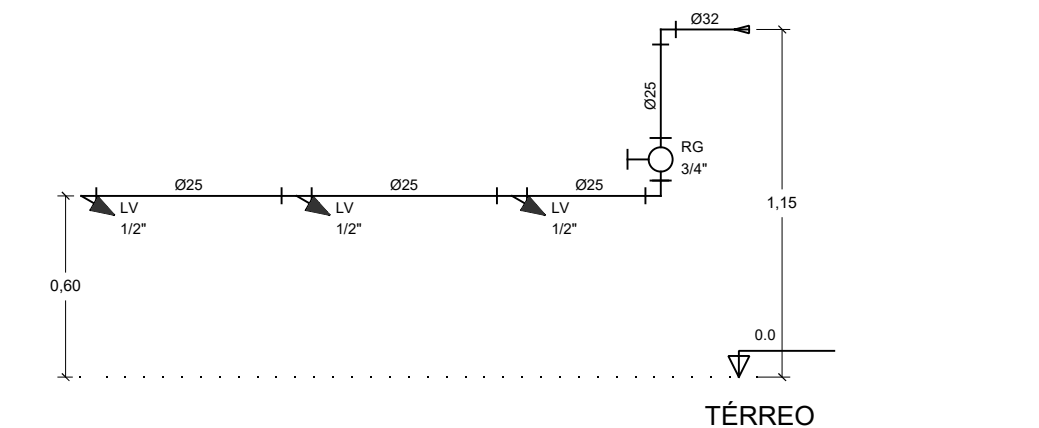 Ø32
Ø25
RG
3/4"
Ø25
Ø25
Ø25
LV
1/2"
LV
1/2"
LV
1/2"
1,15
0,60
0.0
TÉRREO